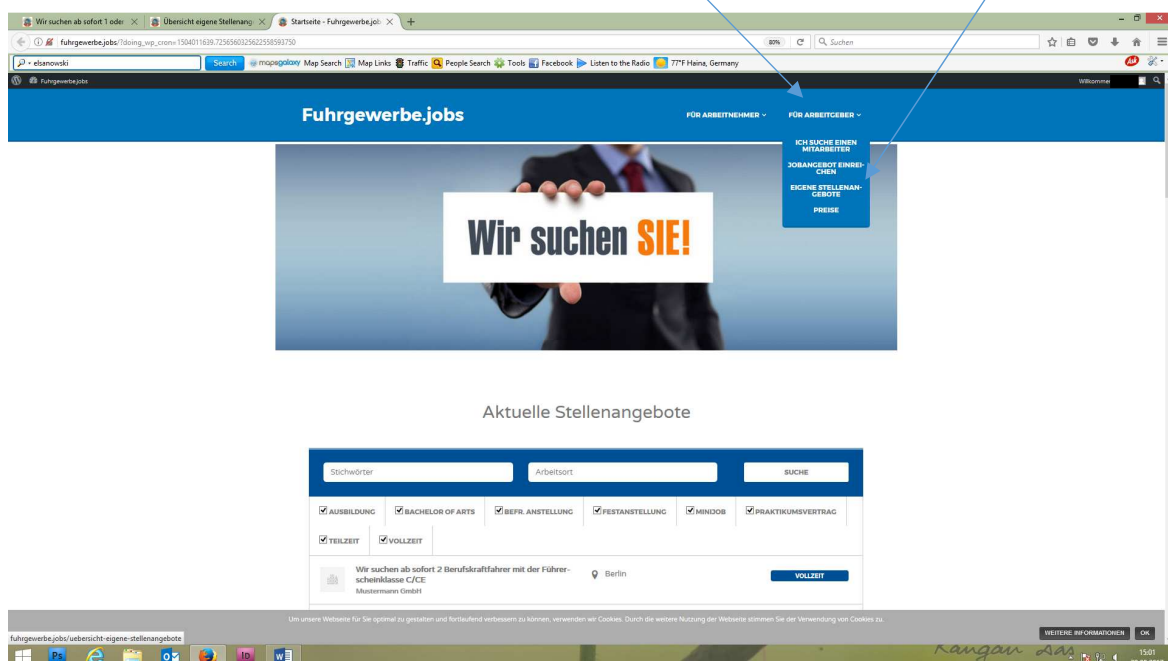 Wir suchen ab sofort 1 oder
Übersicht eigene Stellenang
Startseite - Fuhrgewerbe.job
fuhrgewerbe.jobs/?doing_wp_cron=1504011639.7256560325622558593750
80%
Suchen
elsanowski
Search
mapsgalaxy Map Search Map Links Traffic People Search Tools Facebook Listen to the Radio 77°F Haina, Germany
Ask
Fuhrgewerbe.jobs
Willkommen
Fuhrgewerbe.jobs
FÜR ARBEITNEHMER
FÜR ARBEITGEBER
ICH SUCHE EINEN
MITARBEITER
JOBANGEBOT EINREI-
CHEN
EIGENE STELLENAN-
GEBOTE
PREISE
Wir suchen SIE!
Aktuelle Stellenangebote
Stichwörter
Arbeitsort
SUCHE
AUSBILDUNG
BACHELOR OF ARTS
BEFR. ANSTELLUNG
FESTANSTELLUNG
MINIJOB
PRAKTIKUMSVERTRAG
TEILZEIT
VOLLZEIT
Wir suchen ab sofort 2 Berufskraftfahrer mit der Führer-
scheinklasse C/CE
Mustermann GmbH
Berlin
VOLLZEIT
Um unsere Webseite für Sie optimal zu gestalten und fortlaufend verbessern zu können, verwenden wir Cookies. Durch die weitere Nutzung der Webseite stimmen Sie der Verwendung von Cookies zu.
WEITERE INFORMATIONEN
OK
fuhrgewerbe.jobs/uebersicht-eigene-stellenangebote
Ps
ID
Kangan
15:01